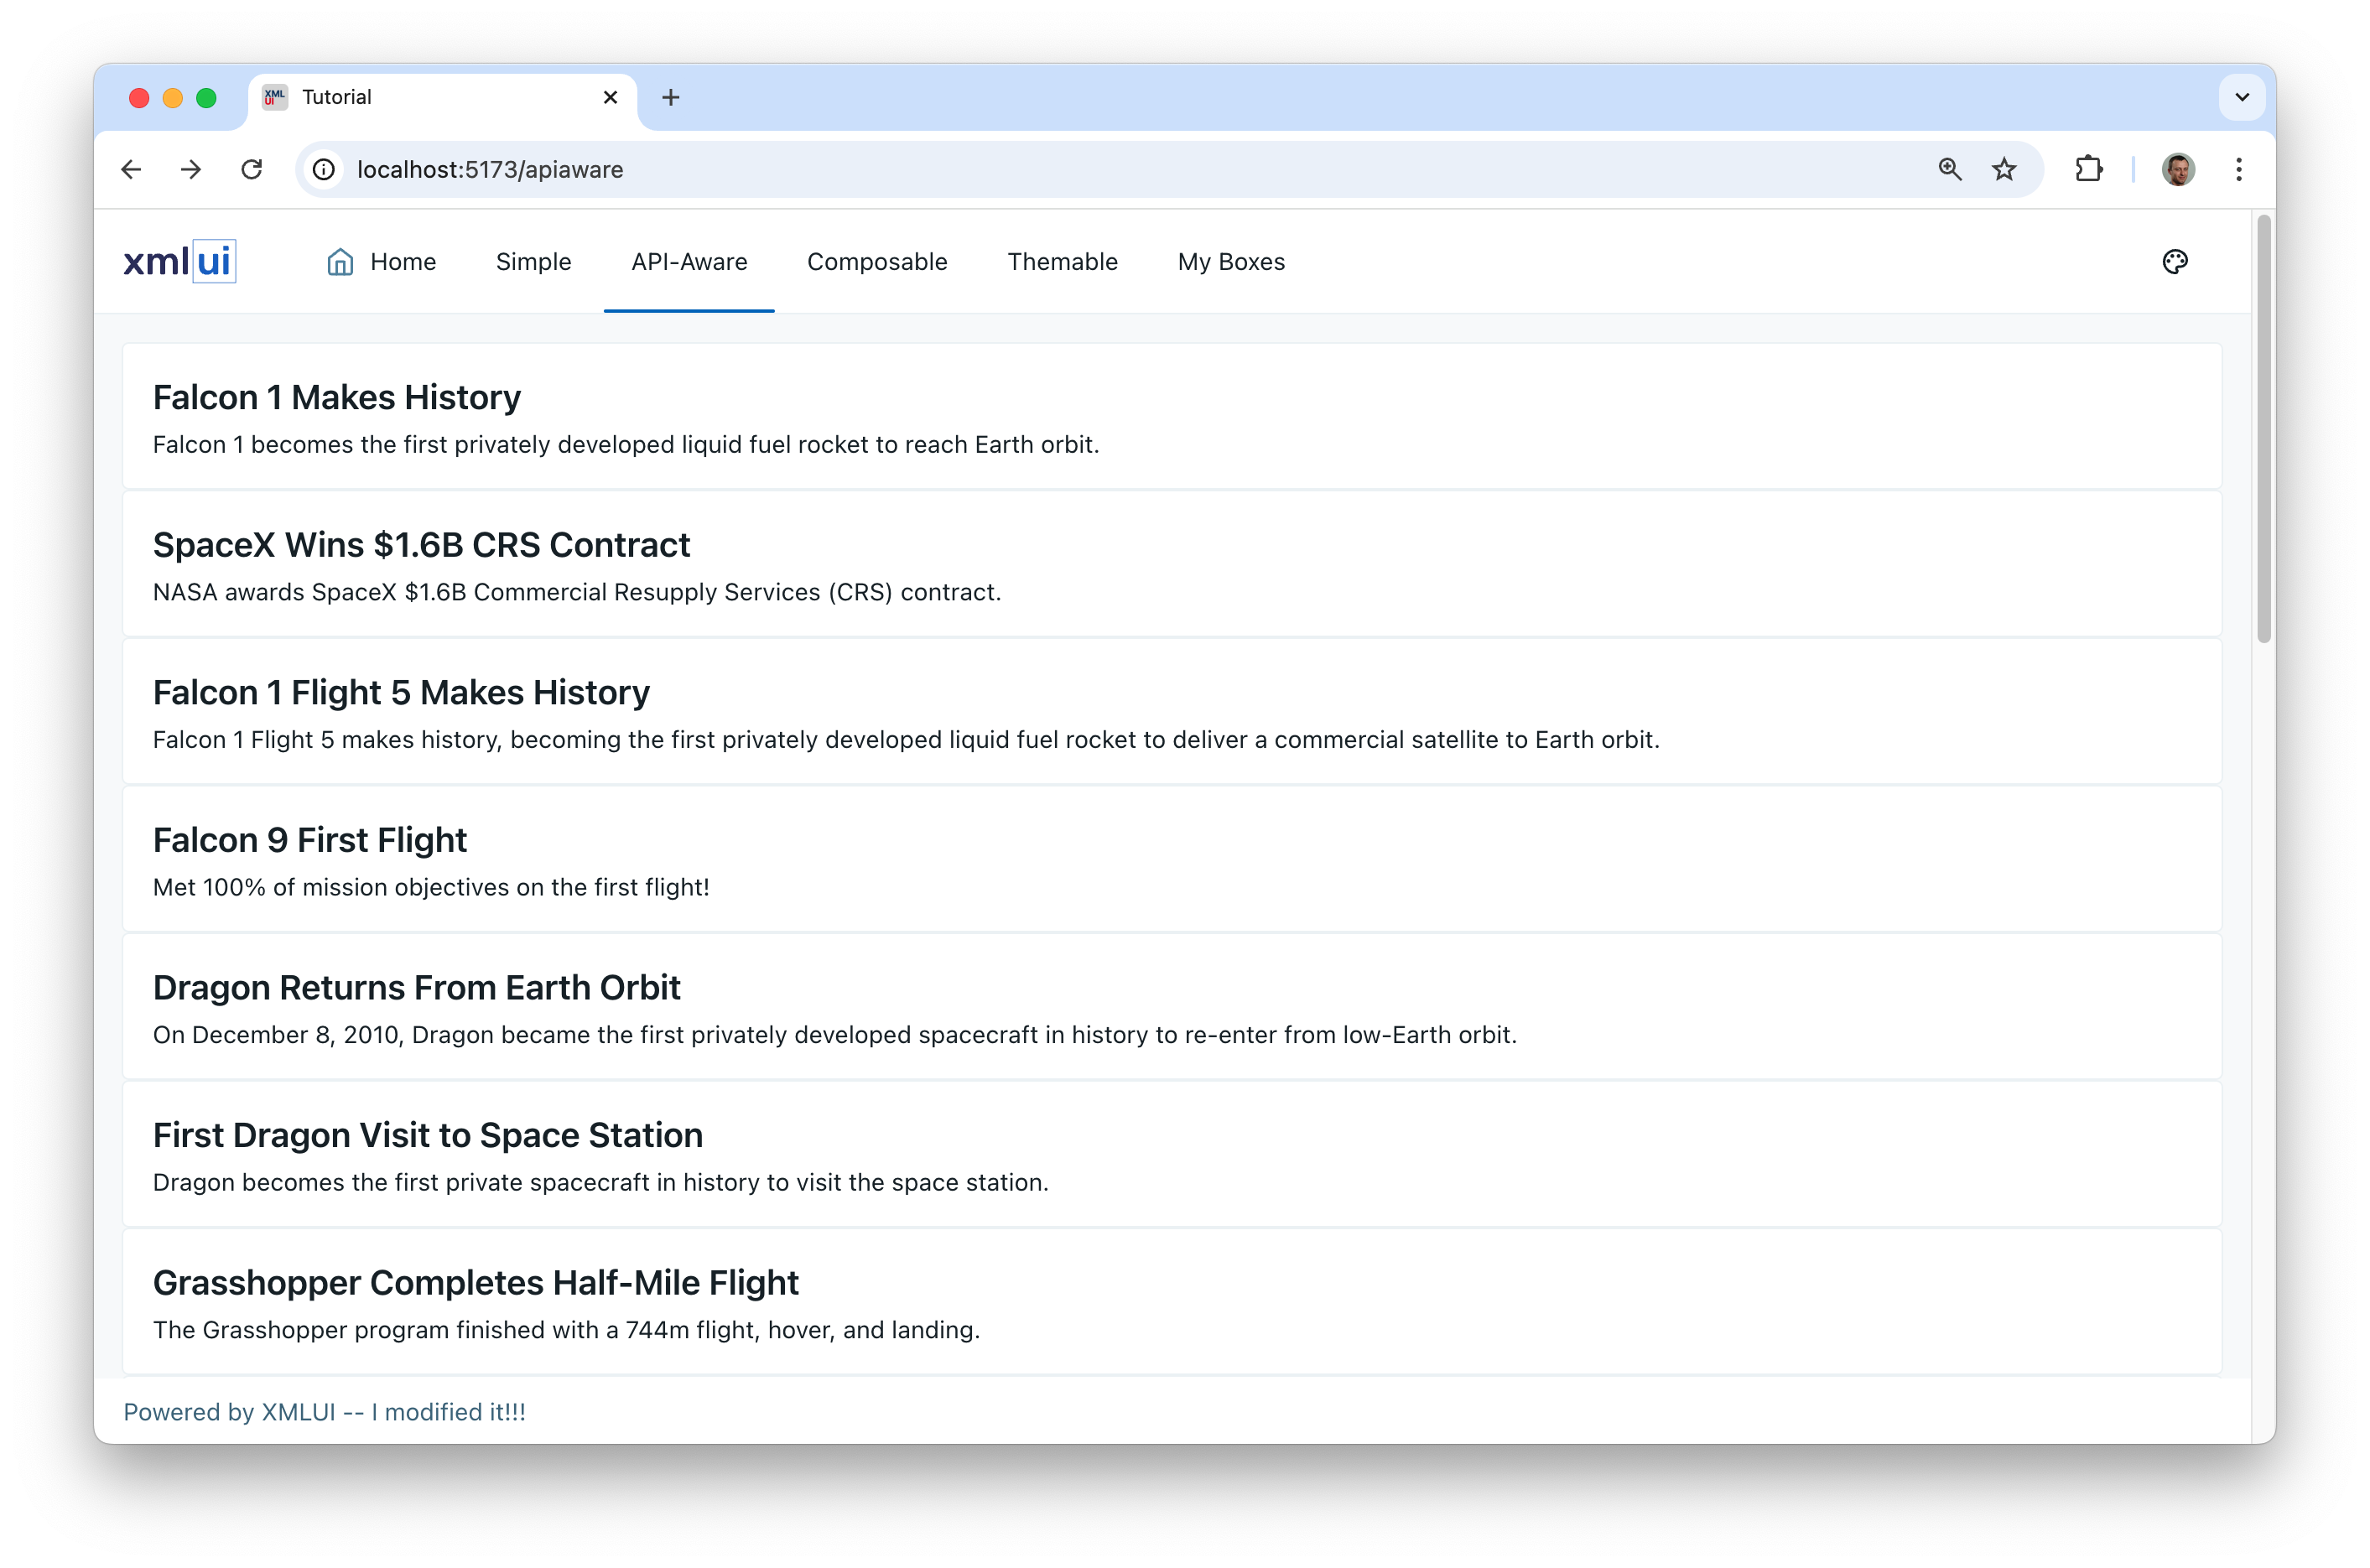 XML UI Tutorial
localhost:5173/apiaware
xmlui Home Simple API-Aware Composable Themable My Boxes
Falcon 1 Makes History
Falcon 1 becomes the first privately developed liquid fuel rocket to reach Earth orbit.
SpaceX Wins $1.6B CRS Contract
NASA awards SpaceX $1.6B Commercial Resupply Services (CRS) contract.
Falcon 1 Flight 5 Makes History
Falcon 1 Flight 5 makes history, becoming the first privately developed liquid fuel rocket to deliver a commercial satellite to Earth orbit.
Falcon 9 First Flight
Met 100% of mission objectives on the first flight!
Dragon Returns From Earth Orbit
On December 8, 2010, Dragon became the first privately developed spacecraft in history to re-enter from low-Earth orbit.
First Dragon Visit to Space Station
Dragon becomes the first private spacecraft in history to visit the space station.
Grasshopper Completes Half-Mile Flight
The Grasshopper program finished with a 744m flight, hover, and landing.
Powered by XMLUI -- I modified it!!!